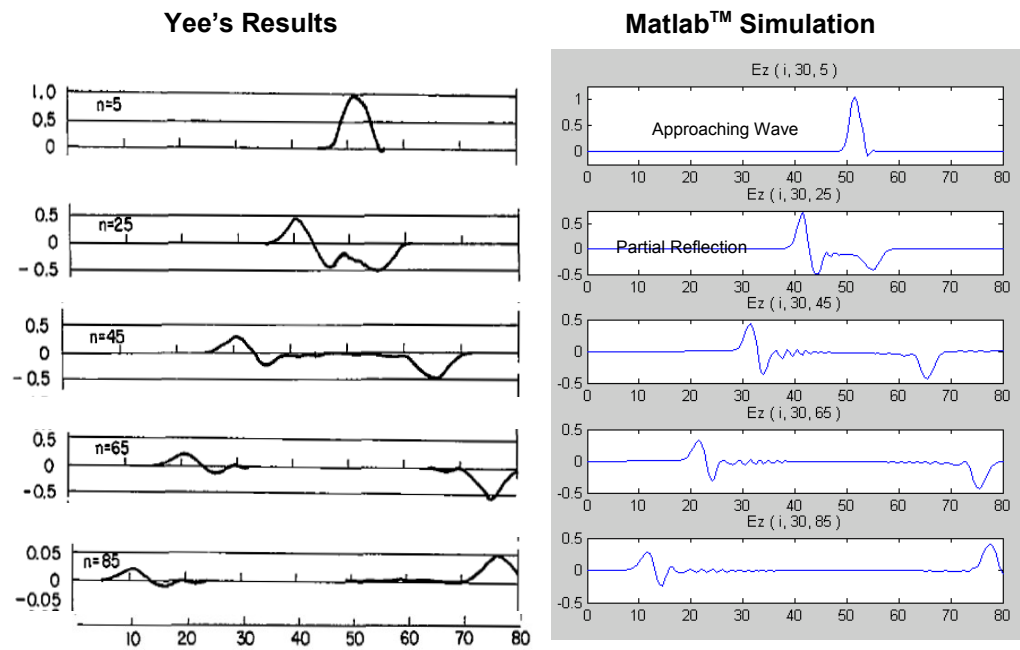 Yee's Results
1.0
0.5
0
n=5
0.5
0
-0.5
n=25
0.5
0
-0.5
n=45
0.5
0
-0.5
n=65
0.05
0
-0.05
n=85
10 20 30 40 50 60 70 80
Matlab™ Simulation
Ez ( i, 30, 5 )
1
0.5
0
Approaching Wave
0 10 20 30 40 50 60 70 80
Ez ( i, 30, 25 )
0.5
0
-0.5
Partial Reflection
0 10 20 30 40 50 60 70 80
Ez ( i, 30, 45 )
0.5
0
-0.5
0 10 20 30 40 50 60 70 80
Ez ( i, 30, 65 )
0.5
0
-0.5
0 10 20 30 40 50 60 70 80
Ez ( i, 30, 85 )
0.5
0
-0.5
0 10 20 30 40 50 60 70 80